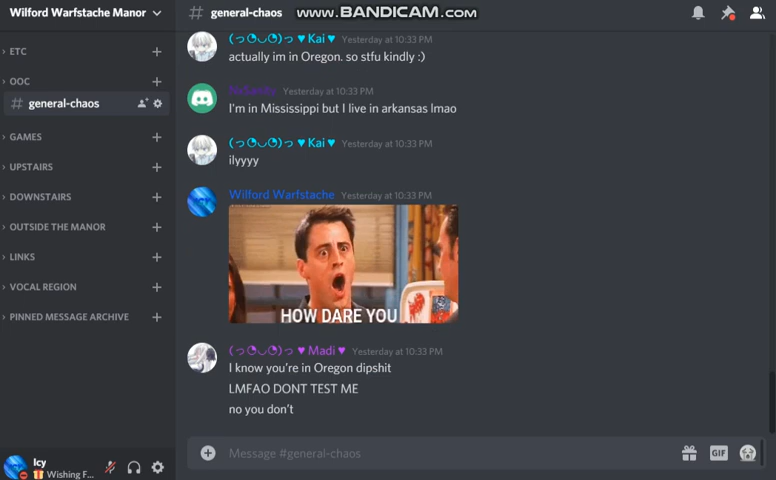 Wilford Warfstache Manor
ETC
OOC
# general-chaos
GAMES
UPSTAIRS
DOWNSTAIRS
OUTSIDE THE MANOR
LINKS
VOCAL REGION
PINNED MESSAGE ARCHIVE
Icy
Wishing F...
# general-chaos
www.BANDICAM.com
(っ◔◡◔)っ ♥ Kai ♥ Yesterday at 10:33 PM
actually im in Oregon. so stfu kindly :)
Yesterday at 10:33 PM
I'm in Mississippi but I live in arkansas lmao
(っ◔◡◔)っ ♥ Kai ♥ Yesterday at 10:33 PM
ilyyyy
Wilford Warfstache Yesterday at 10:33 PM
ICY
HOW DARE YOU
(っ◔◡◔)っ ♥ Madi ♥ Yesterday at 10:33 PM
I know you're in Oregon dipshit
LMFAO DONT TEST ME
no you don't
Message #general-chaos
GIF